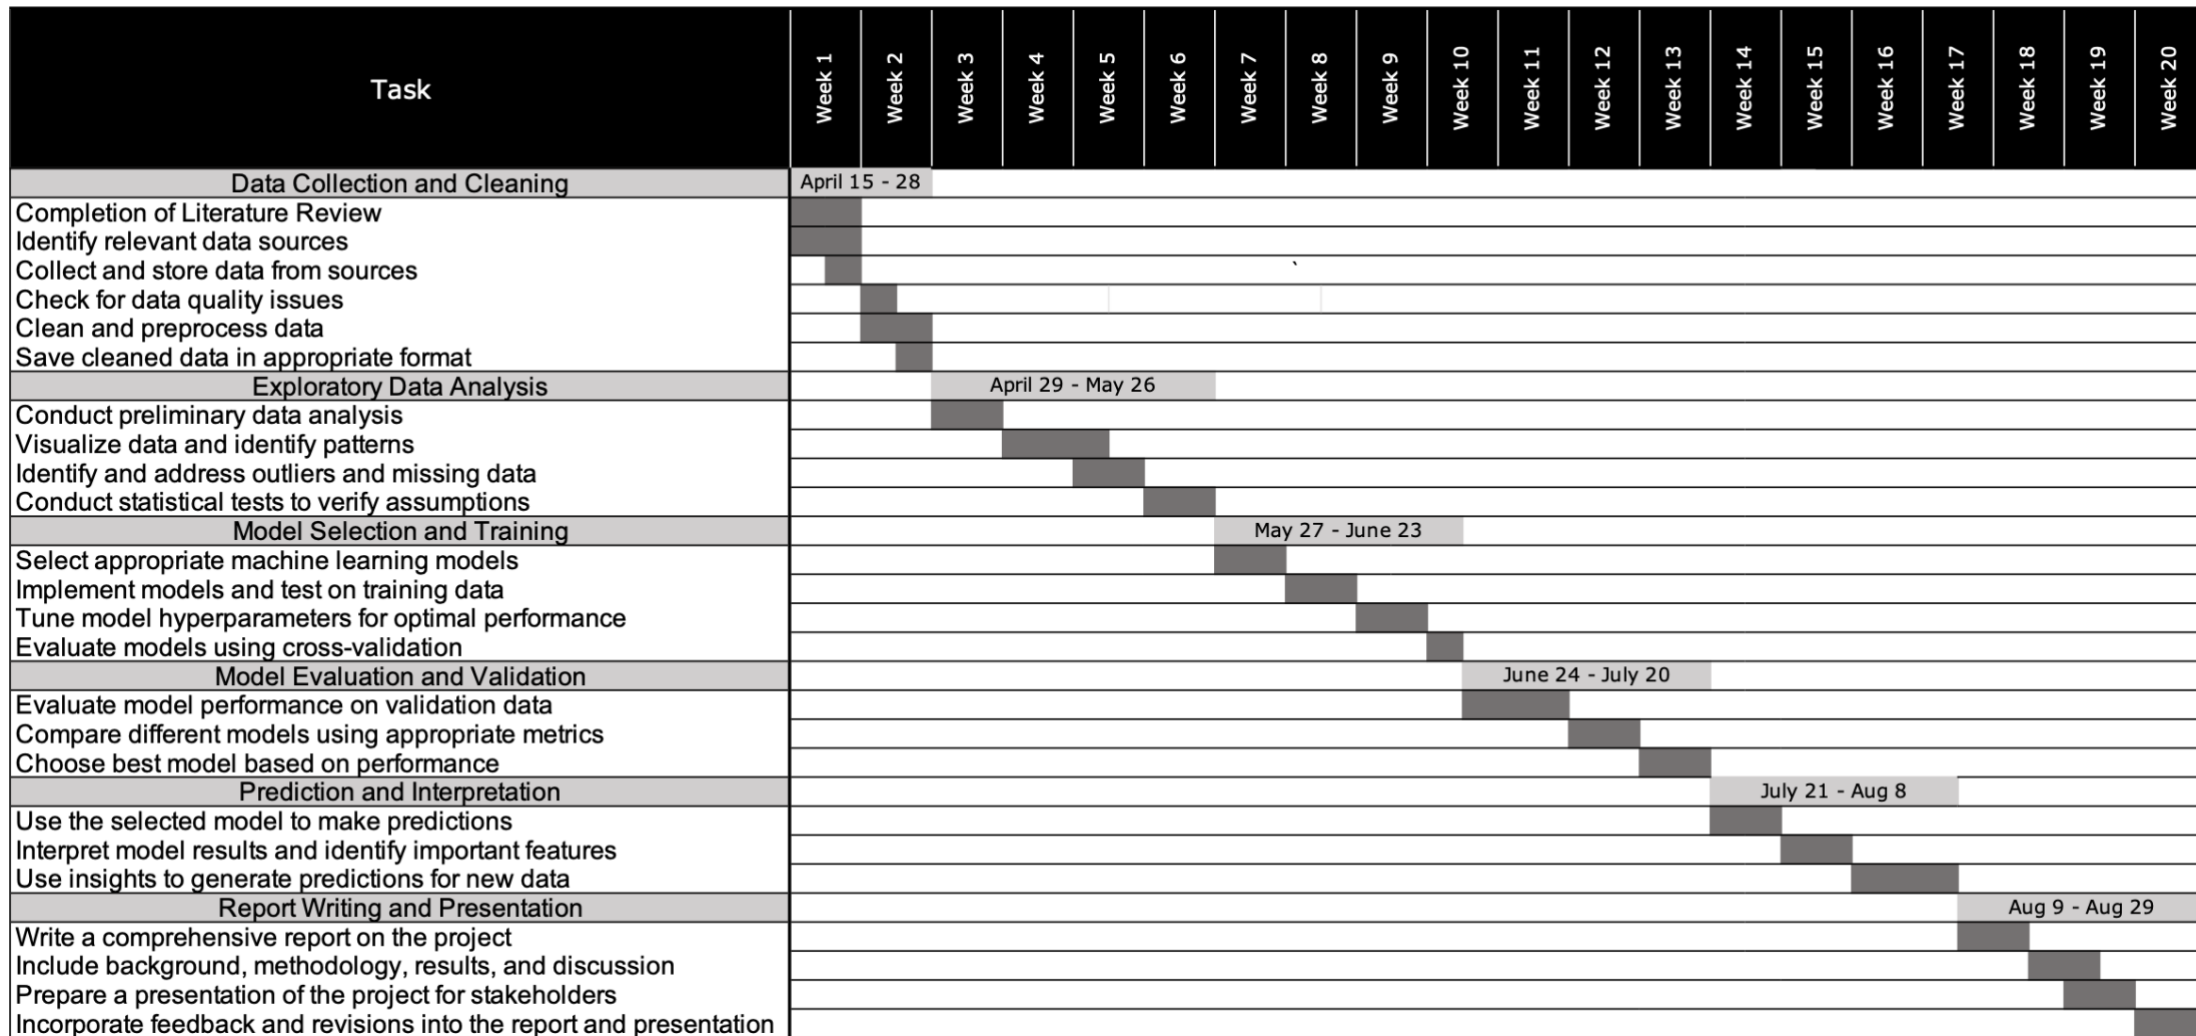 Task
Week 1
Week 2
Week 3
Week 4
Week 5
Week 6
Week 7
Week 8
Week 9
Week 10
Week 11
Week 12
Week 13
Week 14
Week 15
Week 16
Week 17
Week 18
Week 19
Week 20
Data Collection and Cleaning April 15 - 28
Completion of Literature Review
Identify relevant data sources
Collect and store data from sources `
Check for data quality issues
Clean and preprocess data
Save cleaned data in appropriate format
Exploratory Data Analysis April 29 - May 26
Conduct preliminary data analysis
Visualize data and identify patterns
Identify and address outliers and missing data
Conduct statistical tests to verify assumptions
Model Selection and Training May 27 - June 23
Select appropriate machine learning models
Implement models and test on training data
Tune model hyperparameters for optimal performance
Evaluate models using cross-validation
Model Evaluation and Validation June 24 - July 20
Evaluate model performance on validation data
Compare different models using appropriate metrics
Choose best model based on performance
Prediction and Interpretation July 21 - Aug 8
Use the selected model to make predictions
Interpret model results and identify important features
Use insights to generate predictions for new data
Report Writing and Presentation Aug 9 - Aug 29
Write a comprehensive report on the project
Include background, methodology, results, and discussion
Prepare a presentation of the project for stakeholders
Incorporate feedback and revisions into the report and presentation